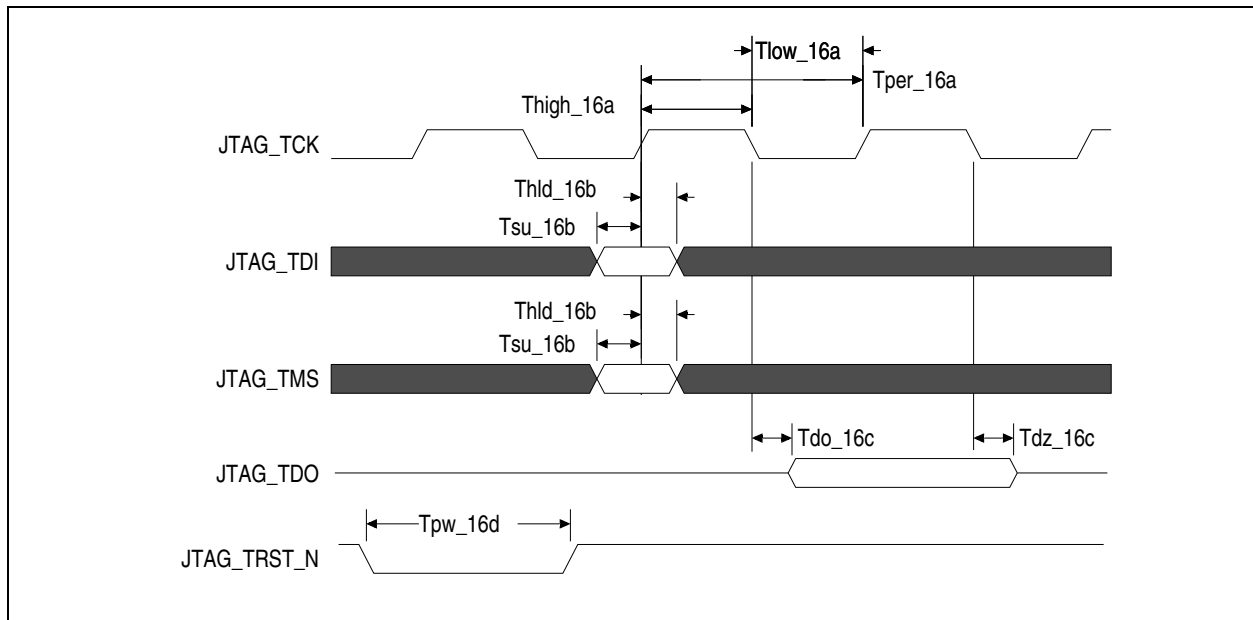 Tlow_16a
Tper_16a
Thigh_16a
JTAG_TCK
Thld_16b
Tsu_16b
JTAG_TDI
Thld_16b
Tsu_16b
JTAG_TMS
Tdo_16c
Tdz_16c
JTAG_TDO
Tpw_16d
JTAG_TRST_N